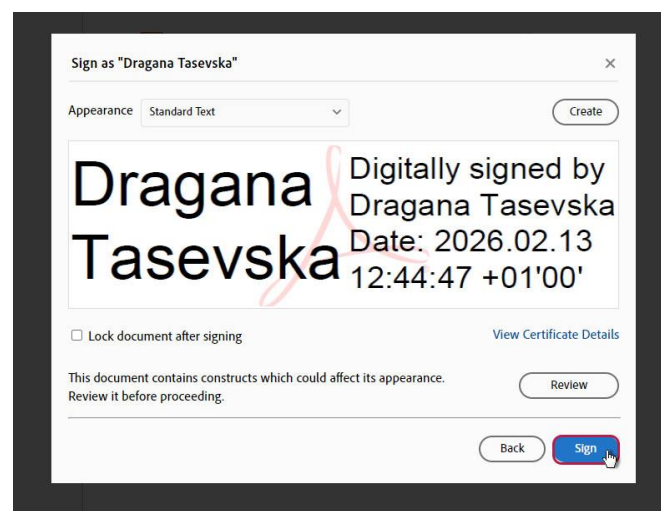 Sign as "Dragana Tasevska"
Appearance Standard Text Create
Dragana
Tasevska
Digitally signed by
Dragana Tasevska
Date: 2026.02.13
12:44:47 +01'00'
Lock document after signing View Certificate Details
This document contains constructs which could affect its appearance.
Review it before proceeding.
Review
Back Sign